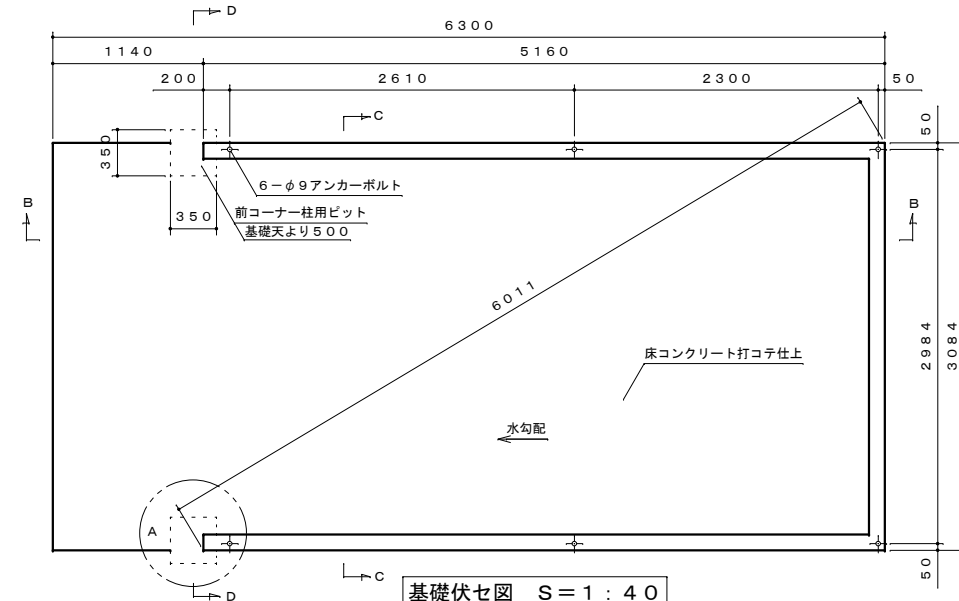 D
６３００
１１４０
５１６０
２００
２６１０
２３００
５０
C
５０
３５０
６－φ９アンカーボルト
B
３５０
前コーナー柱用ピット
基礎天より５００
B
６０１１
２９８４
３０８４
床コンクリート打コテ仕上
水勾配
A
５０
C
D
基礎伏セ図　Ｓ＝１：４０